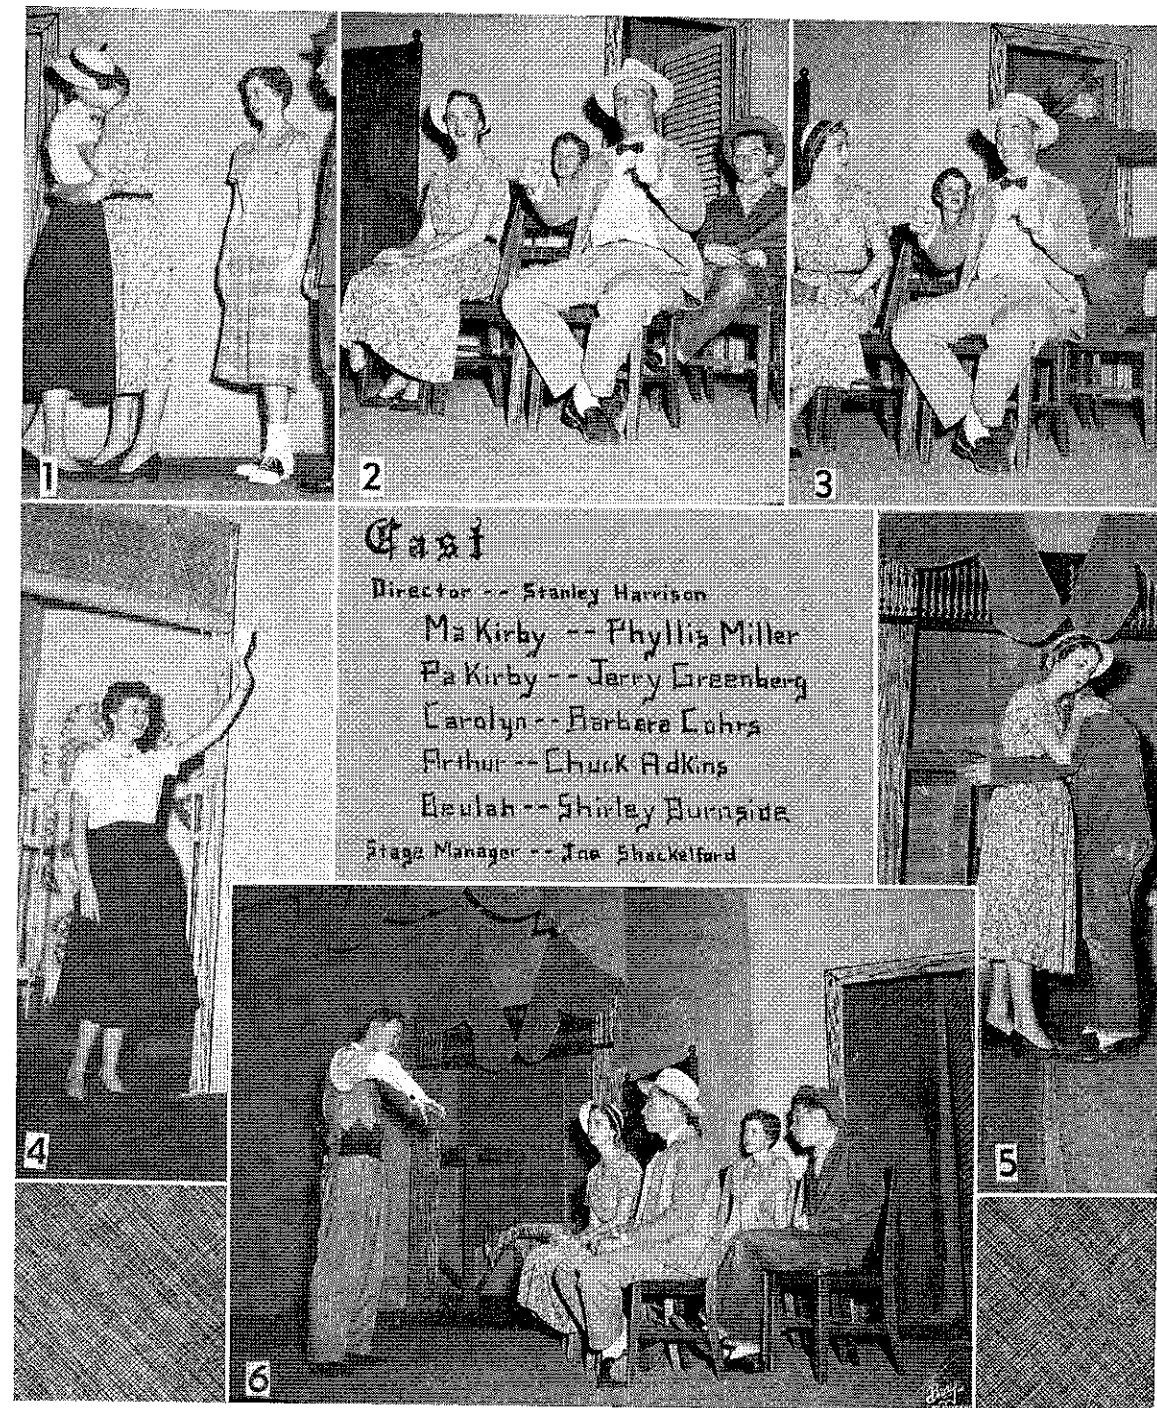 1
2
3
Cast
Director -- Stanley Harrison
Ma Kirby -- Phyllis Miller
Pa Kirby -- Jerry Greenberg
Carolyn -- Barbara Cohrs
Arthur -- Chuck Adkins
Beulah -- Shirley Burnside
Stage Manager -- Joe Shackelford
4
5
6